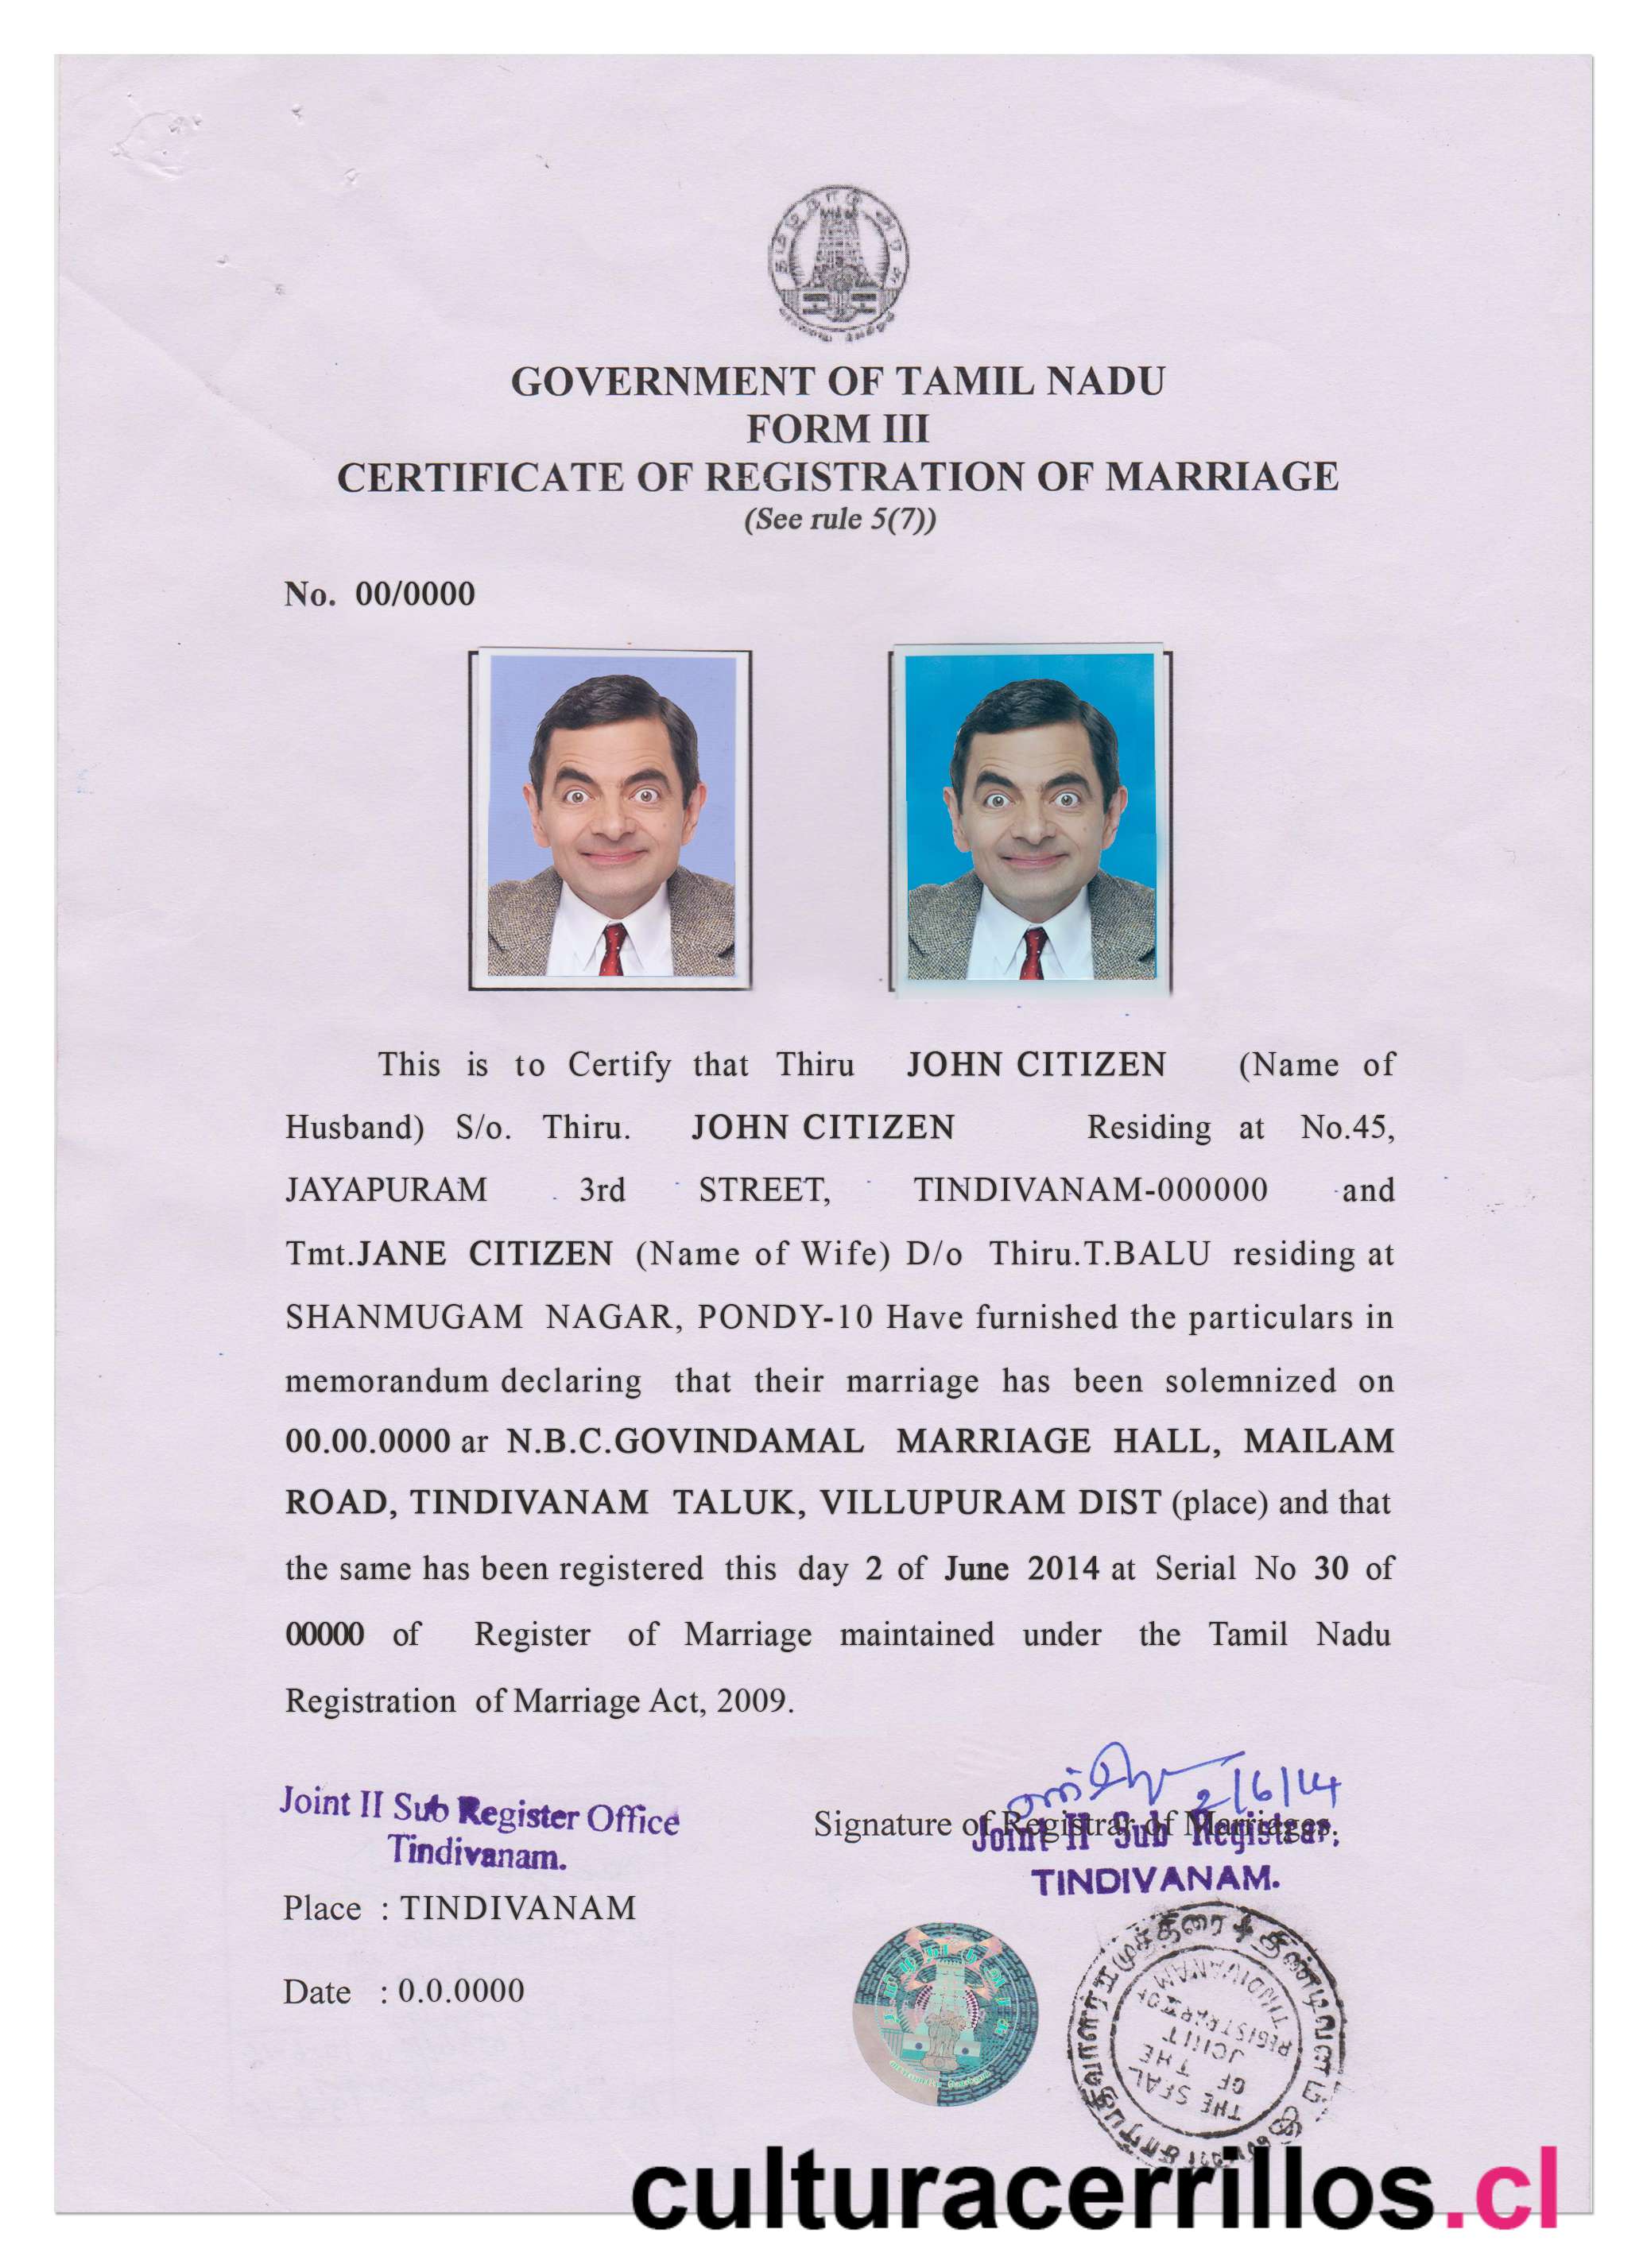 GOVERNMENT OF TAMIL NADU
FORM III
CERTIFICATE OF REGISTRATION OF MARRIAGE
(See rule 5(7))
No. 00/0000
This is to Certify that Thiru JOHN CITIZEN (Name of
Husband) S/o. Thiru. JOHN CITIZEN Residing at No.45,
JAYAPURAM 3rd STREET, TINDIVANAM-000000 and
Tmt.JANE CITIZEN (Name of Wife) D/o Thiru.T.BALU residing at
SHANMUGAM NAGAR, PONDY-10 Have furnished the particulars in
memorandum declaring that their marriage has been solemnized on
00.00.0000 ar N.B.C.GOVINDAMAL MARRIAGE HALL, MAILAM
ROAD, TINDIVANAM TALUK, VILLUPURAM DIST (place) and that
the same has been registered this day 2 of June 2014 at Serial No 30 of
00000 of Register of Marriage maintained under the Tamil Nadu
Registration of Marriage Act, 2009.
2/6/14
Joint II Sub Register Office
Tindivanam.
Signature of Registrar of Marriages.
Joint II Sub Registrar,
TINDIVANAM.
Place : TINDIVANAM
Date : 0.0.0000
THE SEAL
OF THE
JOINT II
REGISTRAR OF
TINDIVANAM
culturacerrillos.cl